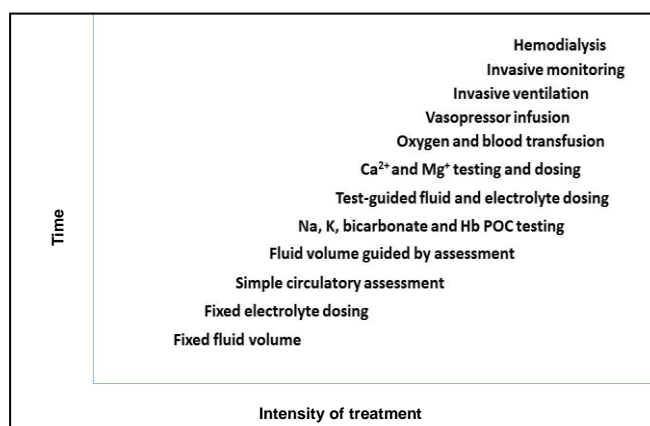 Hemodialysis
Invasive monitoring
Invasive ventilation
Vasopressor infusion
Oxygen and blood transfusion
Ca²⁺ and Mg⁺ testing and dosing
Test-guided fluid and electrolyte dosing
Na, K, bicarbonate and Hb POC testing
Fluid volume guided by assessment
Simple circulatory assessment
Fixed electrolyte dosing
Fixed fluid volume
Time
Intensity of treatment